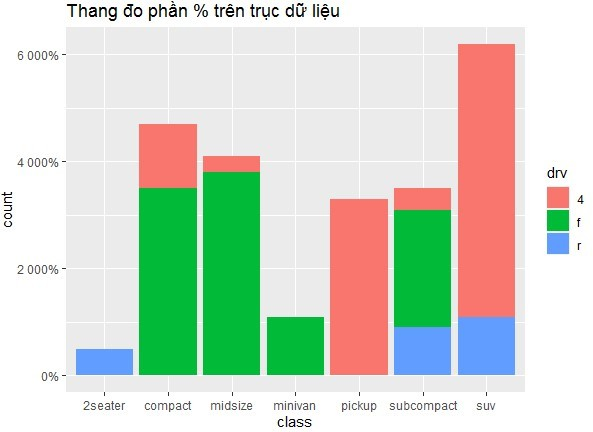 Thang đo phần % trên trục dữ liệu
6 000%
4 000%
2 000%
0%
count
2seater compact midsize minivan pickup subcompact suv
class
drv
4
f
r